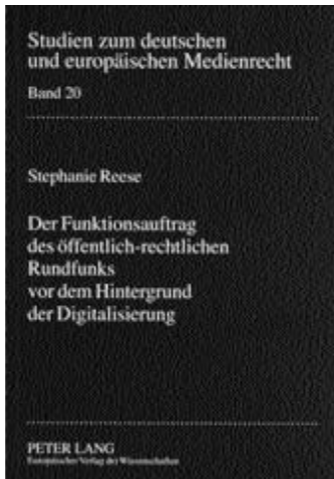 Studien zum deutschen
und europäischen Medienrecht
Band 20
Stephanie Reese
Der Funktionsauftrag
des öffentlich-rechtlichen
Rundfunks
vor dem Hintergrund
der Digitalisierung
PETER LANG
Europäischer Verlag der Wissenschaften